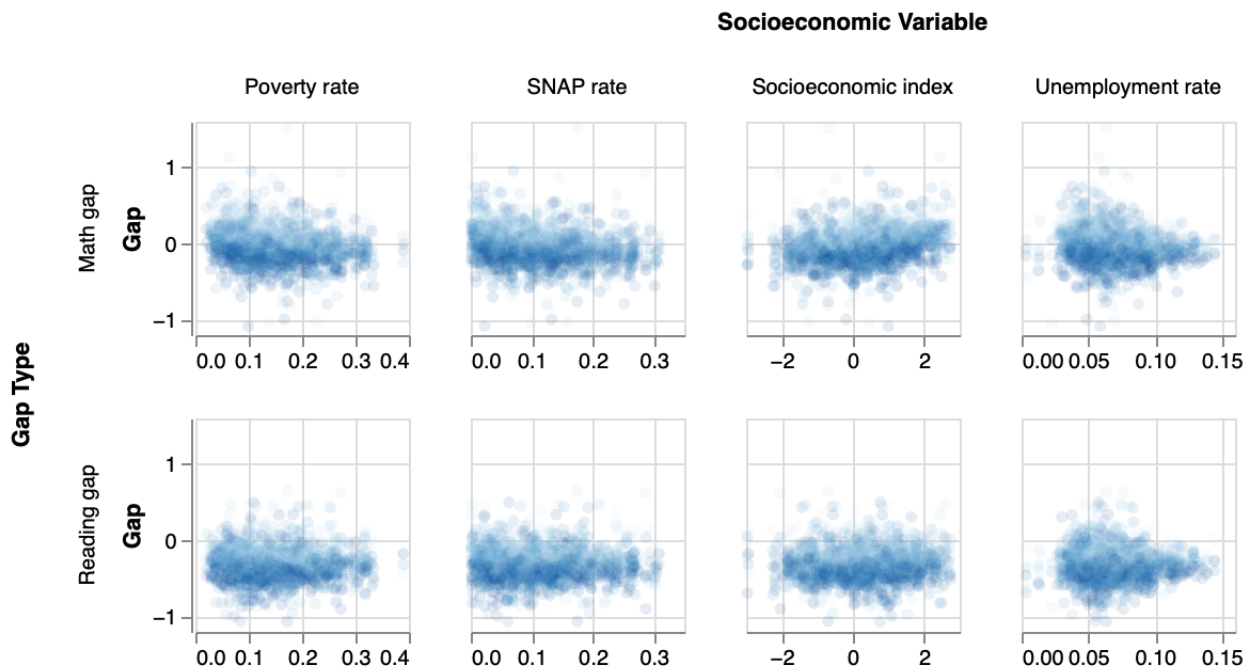 Socioeconomic Variable
Poverty rate SNAP rate Socioeconomic index Unemployment rate
Gap Type
Math gap
Gap
1
0
−1
0.0 0.1 0.2 0.3 0.4 0.0 0.1 0.2 0.3 −2 0 2 0.00 0.05 0.10 0.15
Reading gap
Gap
1
0
−1
0.0 0.1 0.2 0.3 0.4 0.0 0.1 0.2 0.3 −2 0 2 0.00 0.05 0.10 0.15